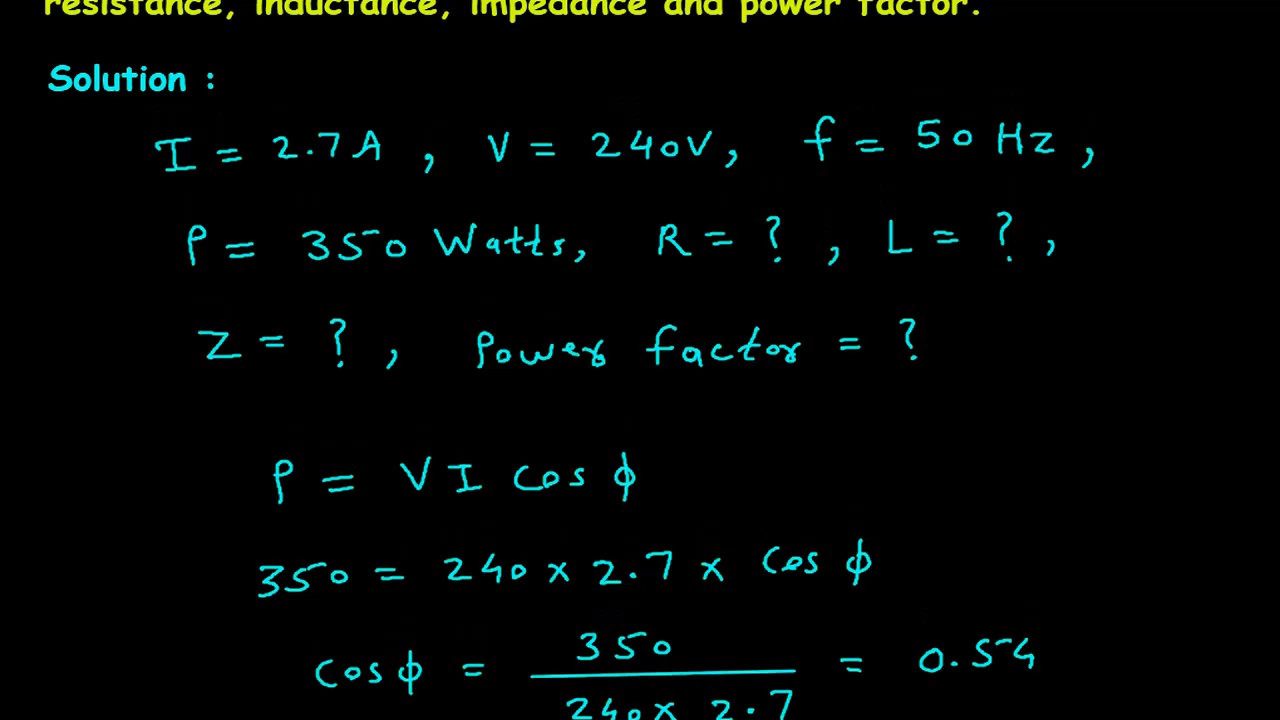 resistance, inductance, impedance and power factor.
Solution :
I = 2.7 A , V = 240V, f = 50 Hz ,
P = 350 Watts, R = ? , L = ? ,
Z = ? , Power factor = ?
P = V I Cos ϕ
350 = 240 x 2.7 x Cos ϕ
Cos ϕ = 350 / 240 x 2.7 = 0.54